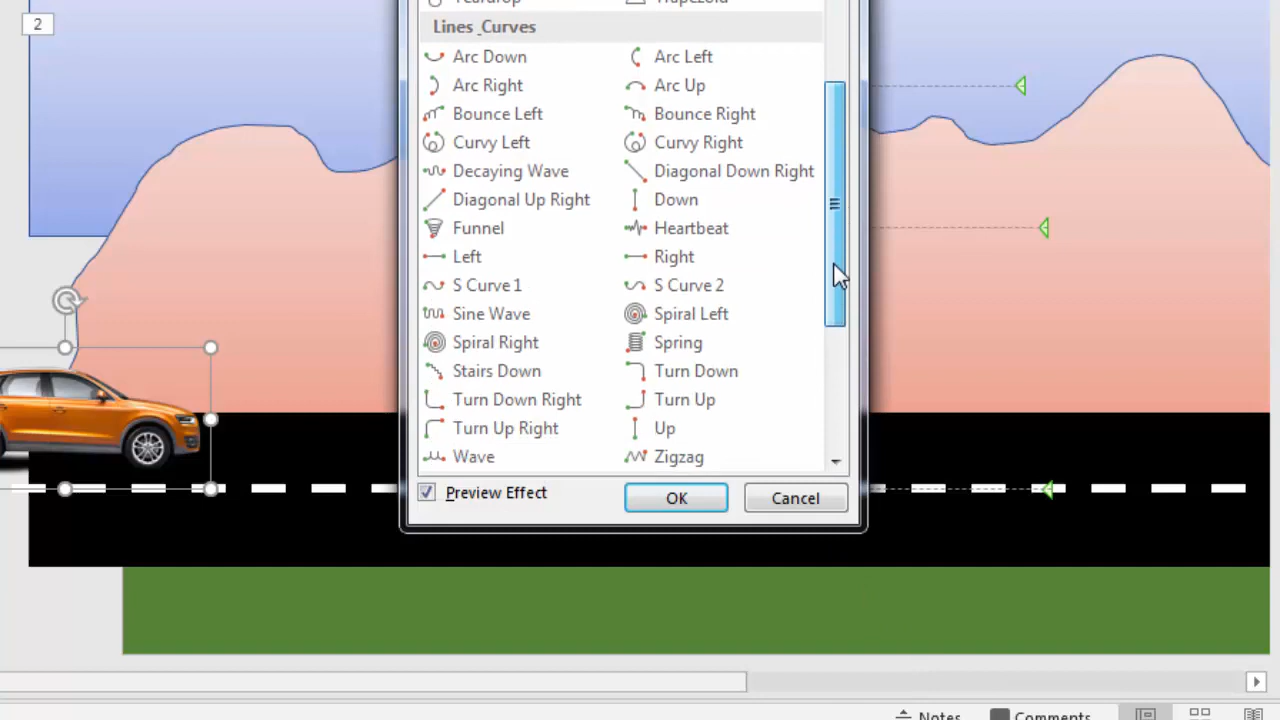 2
Teardrop Trapezoid
Lines_Curves
Arc Down Arc Left
Arc Right Arc Up
Bounce Left Bounce Right
Curvy Left Curvy Right
Decaying Wave Diagonal Down Right
Diagonal Up Right Down
Funnel Heartbeat
Left Right
S Curve 1 S Curve 2
Sine Wave Spiral Left
Spiral Right Spring
Stairs Down Turn Down
Turn Down Right Turn Up
Turn Up Right Up
Wave Zigzag
Preview Effect OK Cancel
Notes Comments